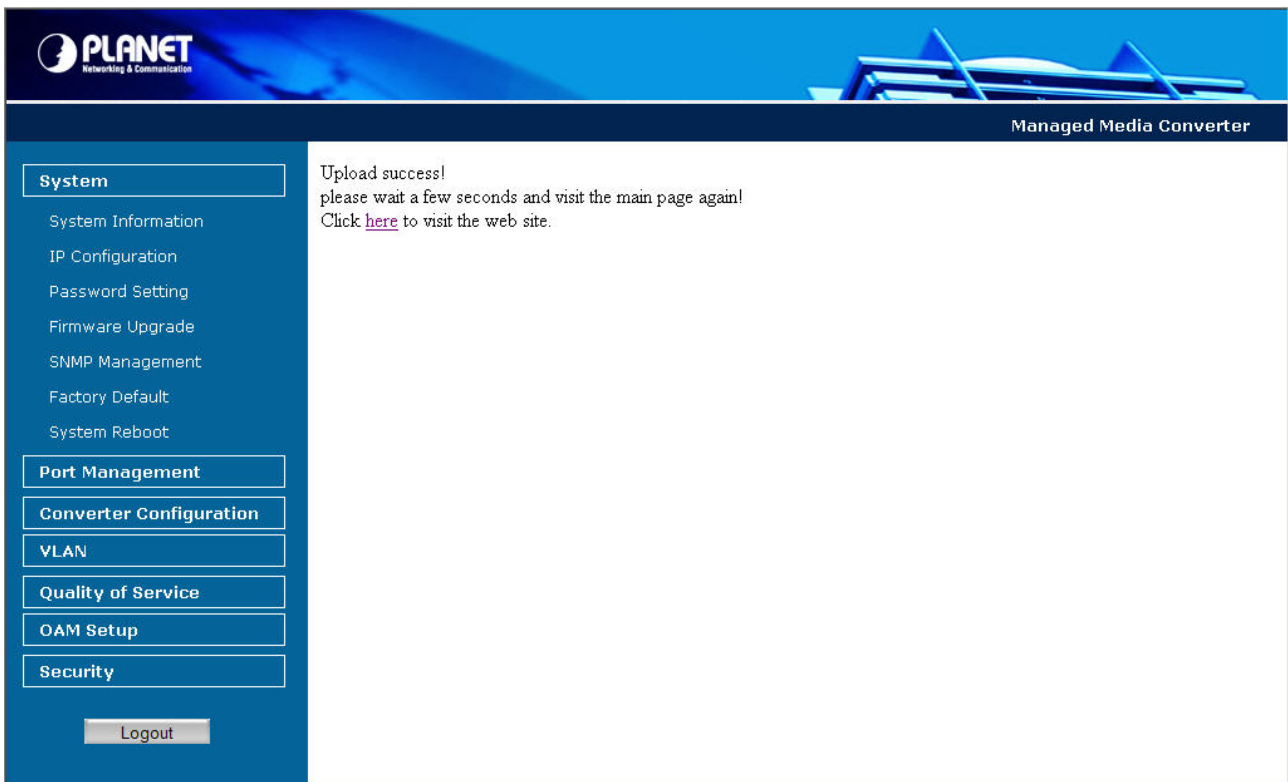 PLANET
Networking & Communication
Managed Media Converter
System
System Information
IP Configuration
Password Setting
Firmware Upgrade
SNMP Management
Factory Default
System Reboot
Port Management
Converter Configuration
VLAN
Quality of Service
OAM Setup
Security
Logout
Upload success!
please wait a few seconds and visit the main page again!
Click here to visit the web site.